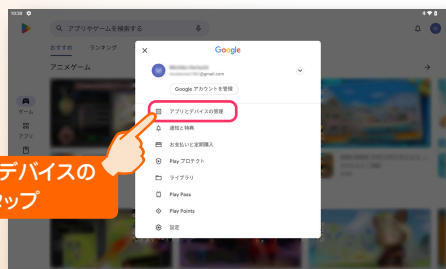 10:38
アプリやゲームを検索する
おすすめ ランキング
アニメゲーム
ゲーム
アプリ
Google
@gmail.com
Google アカウントを管理
アプリとデバイスの管理
通知と特典
お支払いと定期購入
Play プロテクト
ライブラリ
Play Pass
Play Points
設定
デバイスの
タップ